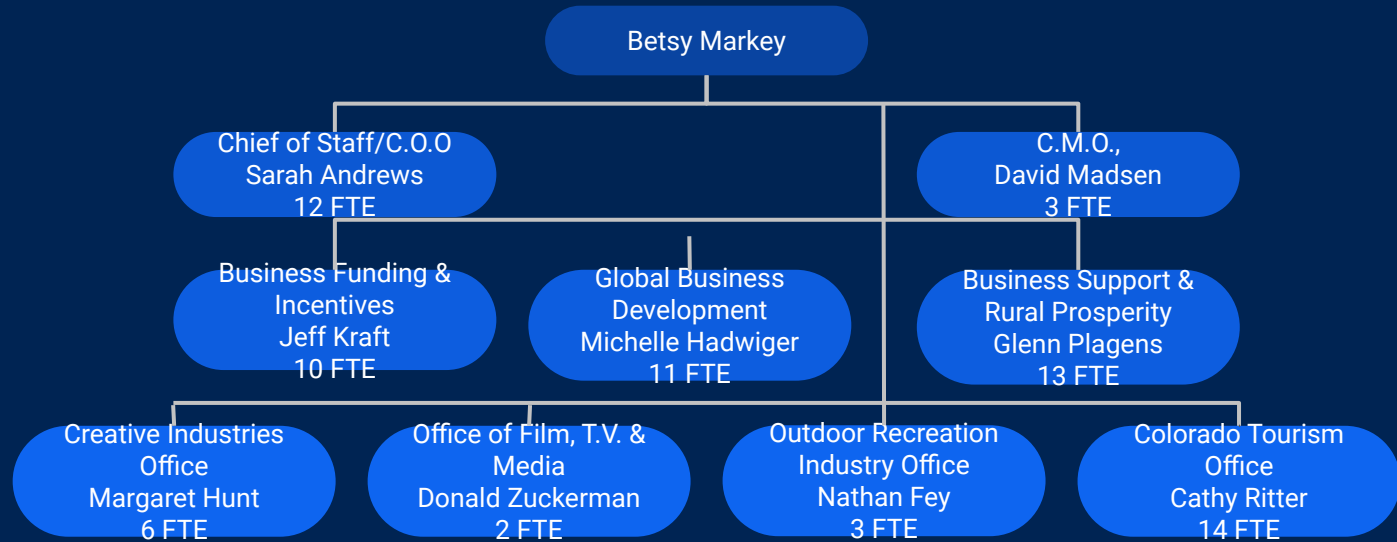 Betsy Markey
Chief of Staff/C.O.O
Sarah Andrews
12 FTE
C.M.O.,
David Madsen
3 FTE
Business Funding &
Incentives
Jeff Kraft
10 FTE
Global Business
Development
Michelle Hadwiger
11 FTE
Business Support &
Rural Prosperity
Glenn Plagens
13 FTE
Creative Industries
Office
Margaret Hunt
6 FTE
Office of Film, T.V. &
Media
Donald Zuckerman
2 FTE
Outdoor Recreation
Industry Office
Nathan Fey
3 FTE
Colorado Tourism
Office
Cathy Ritter
14 FTE